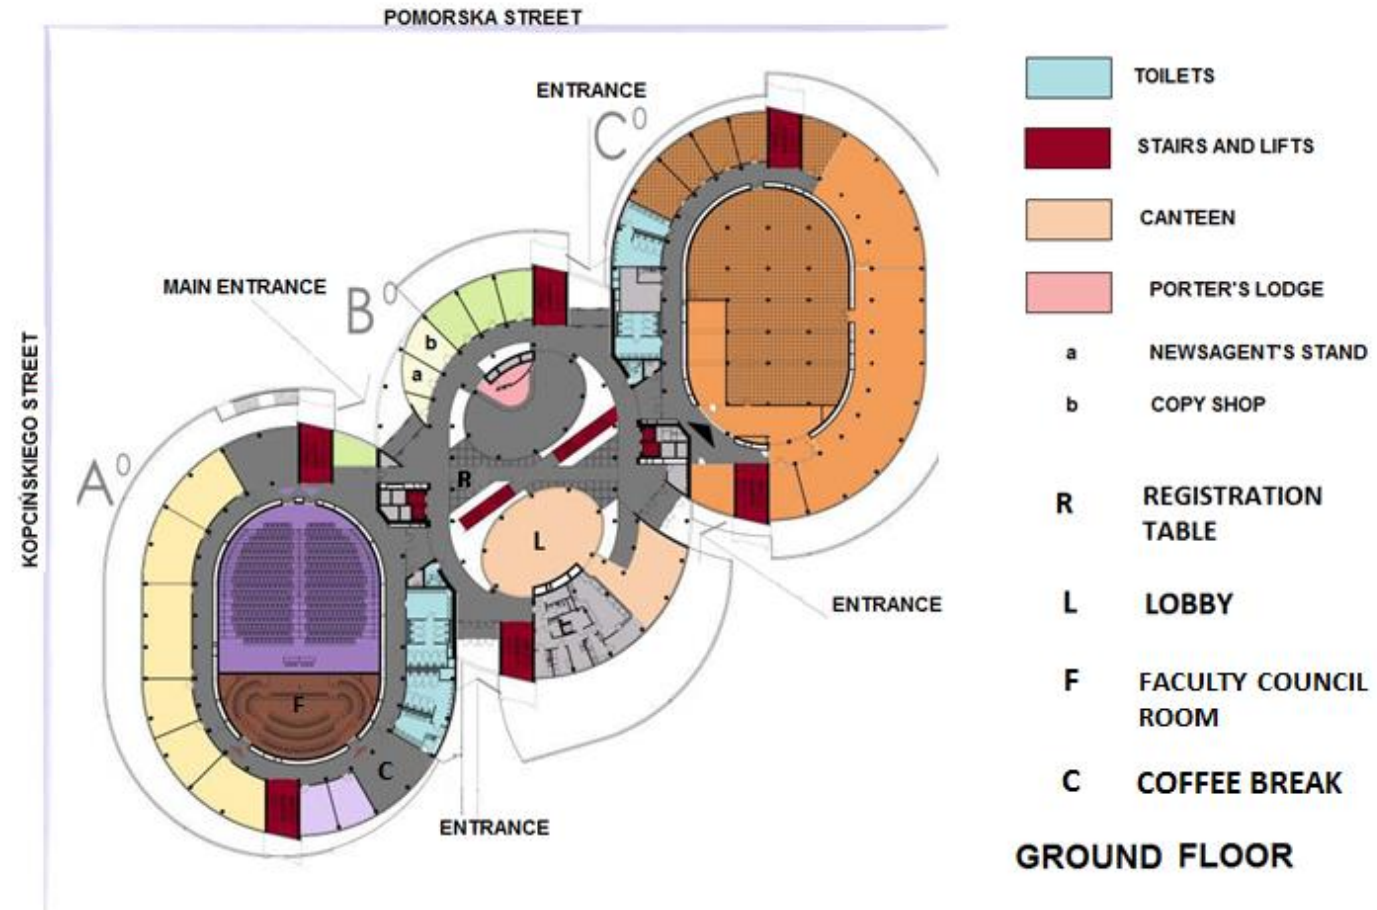 POMORSKA STREET
ENTRANCE
C⁰
MAIN ENTRANCE
B⁰
b
a
KOPCIŃSKIEGO STREET
A⁰
R
L
ENTRANCE
F
C
ENTRANCE
TOILETS
STAIRS AND LIFTS
CANTEEN
PORTER'S LODGE
a NEWSAGENT'S STAND
b COPY SHOP
R REGISTRATION
TABLE
L LOBBY
F FACULTY COUNCIL
ROOM
C COFFEE BREAK
GROUND FLOOR